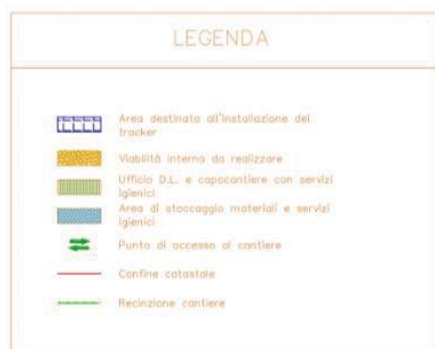 LEGENDA
Area destinata all'installazione dei
tracker
Viabilità interna da realizzare
Ufficio D.L. e capocantiere con servizi
igienici
Area di stoccaggio materiali e servizi
igienici
Punto di accesso al cantiere
Confine catastale
Recinzione cantiere